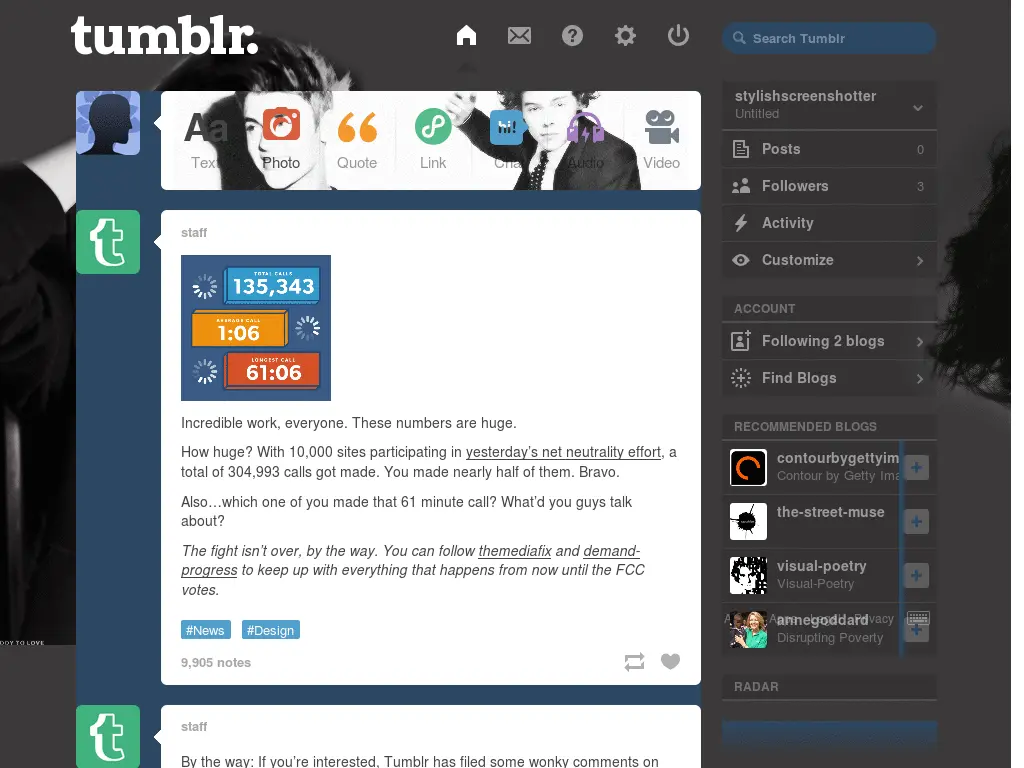 tumblr.
Search Tumblr
Aa
Text
Photo
Quote
Link
hi!
Chat
Audio
Video
stylishscreenshotter
Untitled
Posts 0
Followers 3
Activity
Customize
ACCOUNT
Following 2 blogs
Find Blogs
RECOMMENDED BLOGS
contourbygettyim
Contour by Getty Ima
the-street-muse
visual-poetry
Visual-Poetry
annegoddard
Disrupting Poverty
Privacy
RADAR
staff
TOTAL CALLS
135,343
AVERAGE CALL
1:06
LONGEST CALL
61:06
Incredible work, everyone. These numbers are huge.
How huge? With 10,000 sites participating in yesterday's net neutrality effort, a
total of 304,993 calls got made. You made nearly half of them. Bravo.
Also…which one of you made that 61 minute call? What'd you guys talk
about?
The fight isn't over, by the way. You can follow themediafix and demand-
progress to keep up with everything that happens from now until the FCC
votes.
#News #Design
9,905 notes
staff
By the way: If you're interested, Tumblr has filed some wonky comments on
DDY TO LOVE